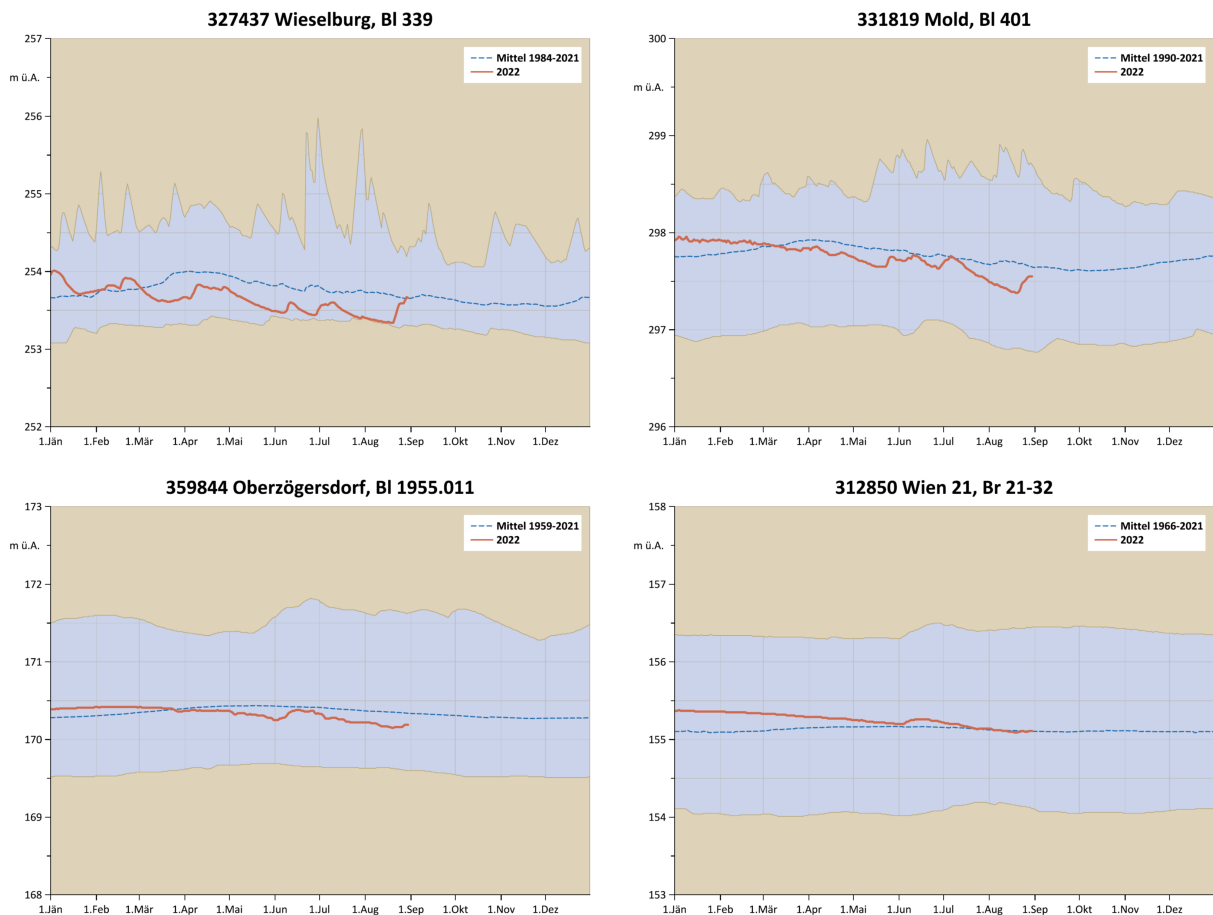 327437 Wieselburg, Bl 339
257
m ü.A.
256
255
254
253
252
Mittel 1984-2021
2022
1.Jän 1.Feb 1.Mär 1.Apr 1.Mai 1.Jun 1.Jul 1.Aug 1.Sep 1.Okt 1.Nov 1.Dez
331819 Mold, Bl 401
300
m ü.A.
299
298
297
296
Mittel 1990-2021
2022
1.Jän 1.Feb 1.Mär 1.Apr 1.Mai 1.Jun 1.Jul 1.Aug 1.Sep 1.Okt 1.Nov 1.Dez
359844 Oberzögersdorf, Bl 1955.011
173
m ü.A.
172
171
170
169
168
Mittel 1959-2021
2022
1.Jän 1.Feb 1.Mär 1.Apr 1.Mai 1.Jun 1.Jul 1.Aug 1.Sep 1.Okt 1.Nov 1.Dez
312850 Wien 21, Br 21-32
158
m ü.A.
157
156
155
154
153
Mittel 1966-2021
2022
1.Jän 1.Feb 1.Mär 1.Apr 1.Mai 1.Jun 1.Jul 1.Aug 1.Sep 1.Okt 1.Nov 1.Dez